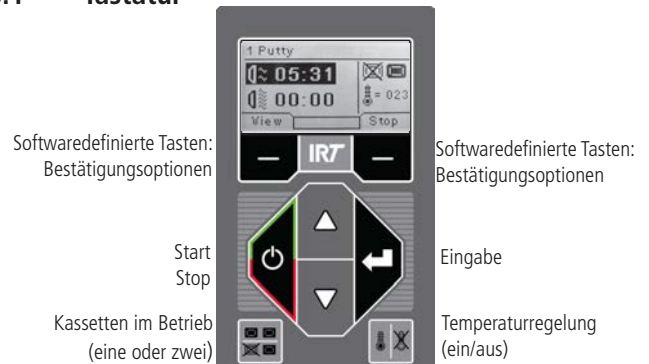 Tastatur
1 Putty
05:31
00:00
= 023
View
Stop
Softwaredefinierte Tasten:
Bestätigungsoptionen
IRT
Softwaredefinierte Tasten:
Bestätigungsoptionen
Start
Stop
Eingabe
Kassetten im Betrieb
(eine oder zwei)
Temperaturregelung
(ein/aus)